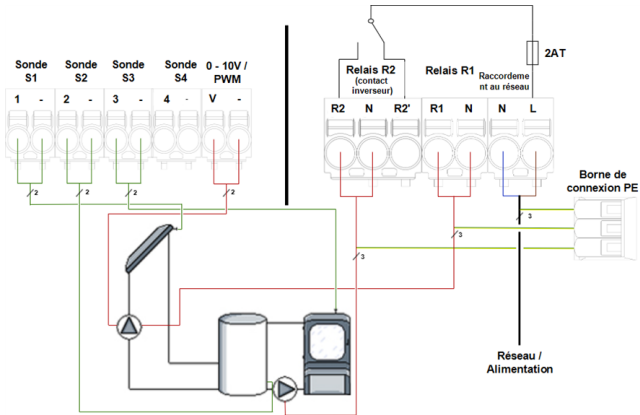 Sonde
S1
Sonde
S2
Sonde
S3
Sonde
S4
0 - 10V /
PWM
1 -
2 -
3 -
4 -
V -
2
2
2
2AT
Relais R2
(contact
inverseur)
Relais R1
Raccordeme
nt au réseau
R2 N R2'
R1 N
N L
Borne de
connexion PE
3
3
3
Réseau /
Alimentation